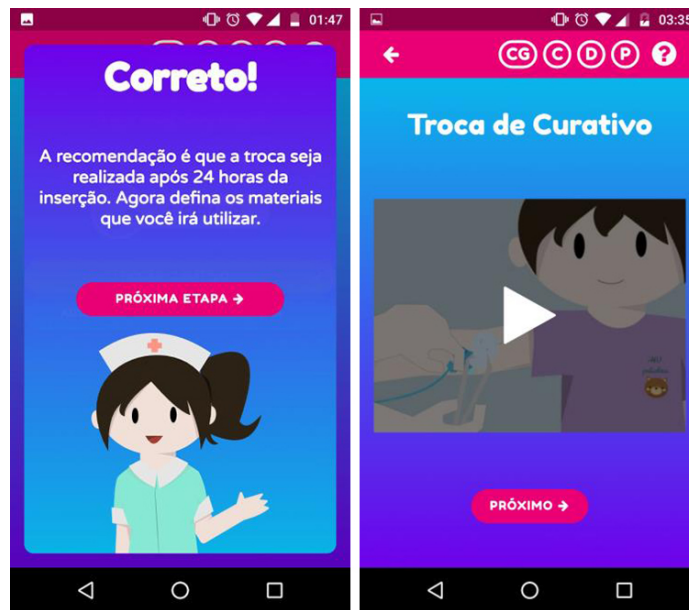 01:47
Correto!
A recomendação é que a troca seja
realizada após 24 horas da
inserção. Agora defina os materiais
que você irá utilizar.
PRÓXIMA ETAPA →
03:35
CG C D P ?
Troca de Curativo
PRÓXIMO →